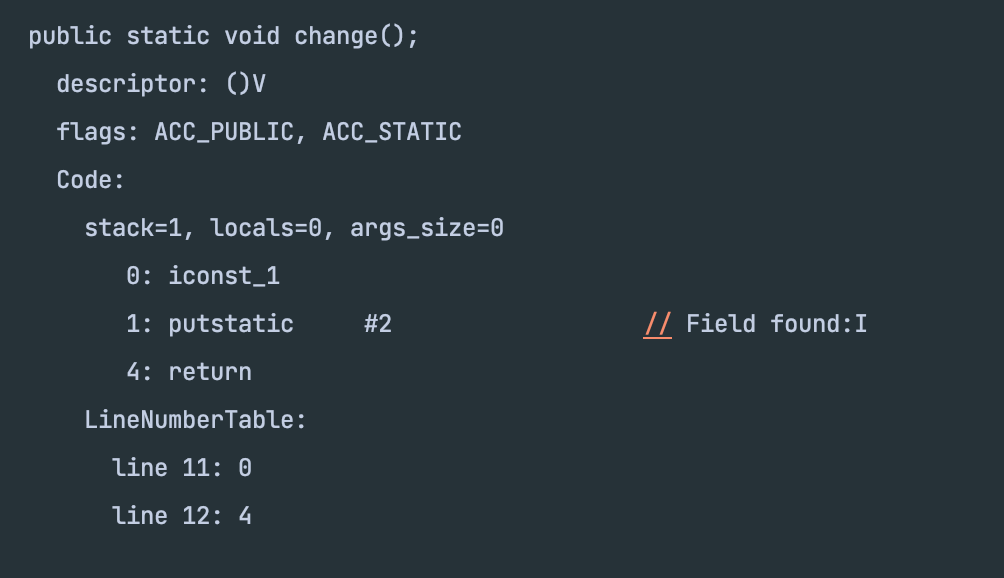 public static void change();
descriptor: ()V
flags: ACC_PUBLIC, ACC_STATIC
Code:
stack=1, locals=0, args_size=0
0: iconst_1
1: putstatic #2 // Field found:I
4: return
LineNumberTable:
line 11: 0
line 12: 4